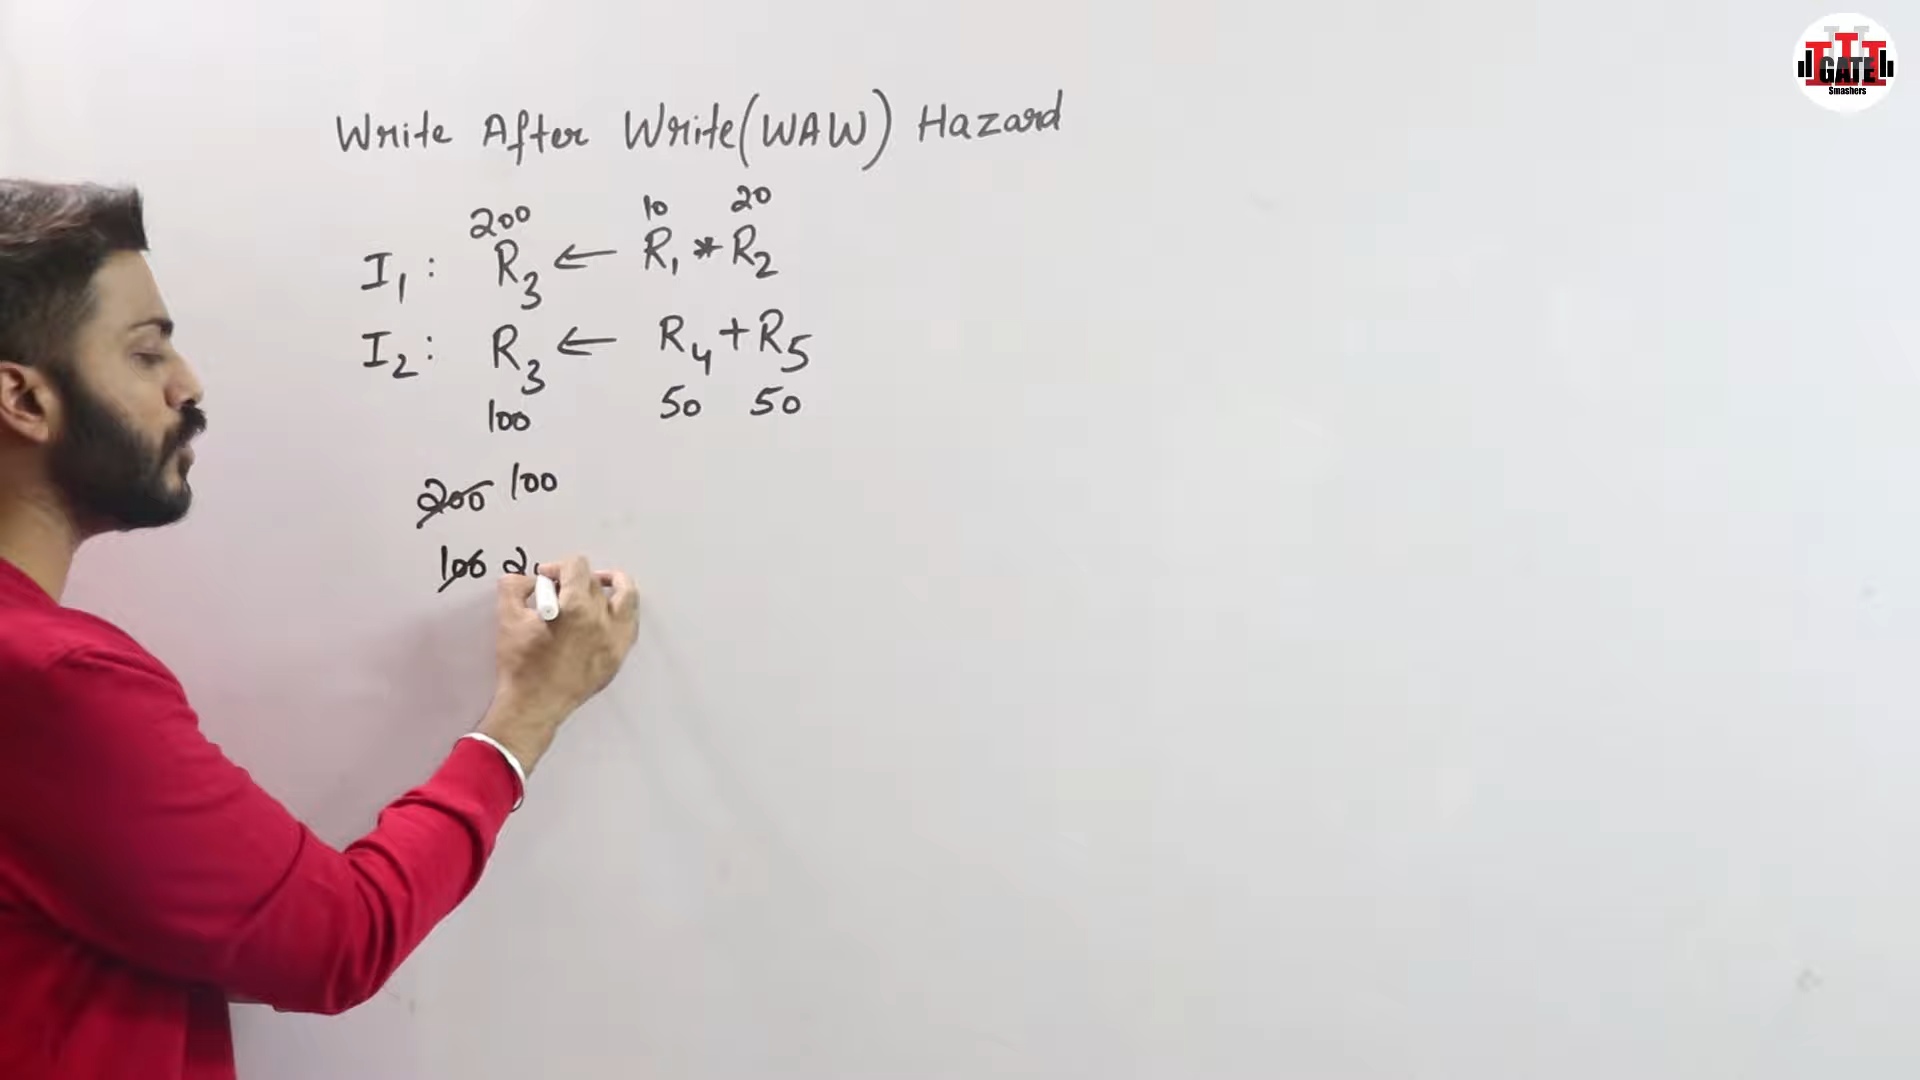 Write After Write (WAW) Hazard
200 10 20
I1 : R3 ← R1 * R2
I2 : R3 ← R4 + R5
100 50 50
200 100
100 2
GATE
Smashers